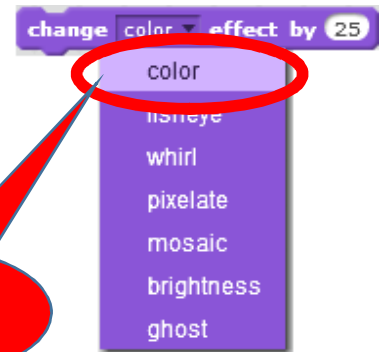 change color effect by 25
color
fisheye
whirl
pixelate
mosaic
brightness
ghost